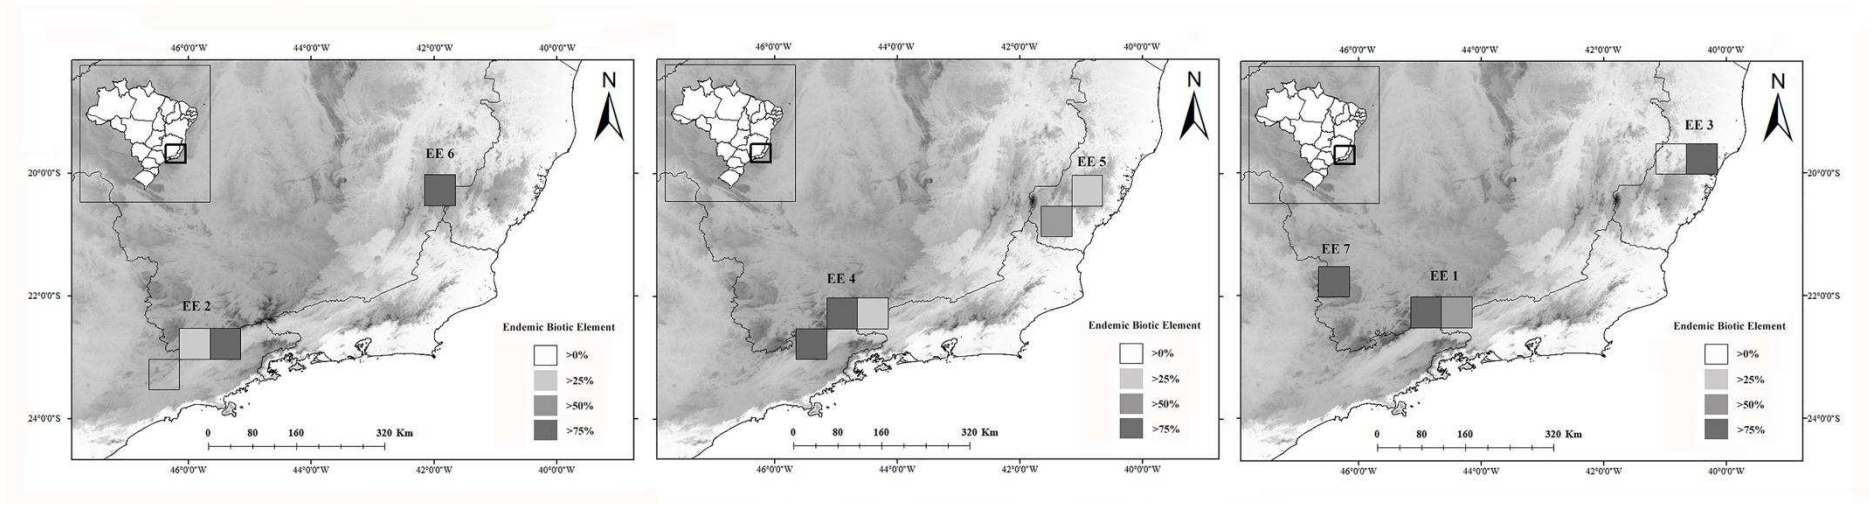 46°0'0"W 44°0'0"W 42°0'0"W 40°0'0"W
N
EE 6
20°0'0"S
EE 2
22°0'0"S
Endemic Biotic Element
>0%
>25%
>50%
>75%
24°0'0"S
0 80 160 320 Km
46°0'0"W 44°0'0"W 42°0'0"W 40°0'0"W
46°0'0"W 44°0'0"W 42°0'0"W 40°0'0"W
N
EE 5
EE 4
Endemic Biotic Element
>0%
>25%
>50%
>75%
0 80 160 320 Km
46°0'0"W 44°0'0"W 42°0'0"W 40°0'0"W
46°0'0"W 44°0'0"W 42°0'0"W 40°0'0"W
N
EE 3
20°0'0"S
EE 7
EE 1
22°0'0"S
Endemic Biotic Element
>0%
>25%
>50%
>75%
24°0'0"S
0 80 160 320 Km
46°0'0"W 44°0'0"W 42°0'0"W 40°0'0"W